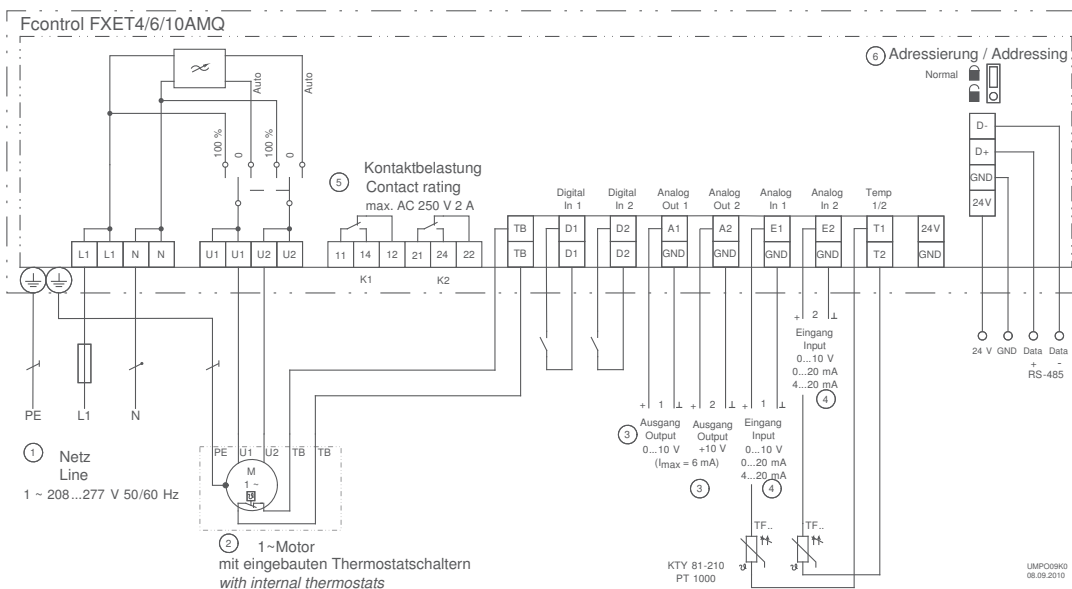 Fcontrol FXET4/6/10AMQ
6 Adressierung / Addressing
Normal
Auto
Auto
100 %
0
100 %
0
D-
D+
GND
24V
5 Kontaktbelastung
Contact rating
max. AC 250 V 2 A
Digital In 1
Digital In 2
Analog Out 1
Analog Out 2
Analog In 1
Analog In 2
Temp 1/2
TB D1 D2 A1 A2 E1 E2 T1 24V
L1 L1 N N U1 U1 U2 U2 11 14 12 21 24 22 TB D1 D2 GND GND GND GND T2 GND
K1 K2
+ 2 ⊥
Eingang
Input
0...10 V
0...20 mA
4...20 mA
4
24 V GND Data + Data -
RS-485
PE L1 N
1 Netz
Line
1 ~ 208...277 V 50/60 Hz
+ 1 ⊥
3 Ausgang
Output
0...10 V
(Imax = 6 mA)
+ 2 ⊥
Ausgang
Output
+10 V
3
+ 1 ⊥
Eingang
Input
0...10 V
0...20 mA
4...20 mA
4
PE U1 U2 TB TB
M
1 ~
2 1~Motor
mit eingebauten Thermostatschaltern
with internal thermostats
TF..
TF..
KTY 81-210
PT 1000
UMPO09K0
08.09.2010